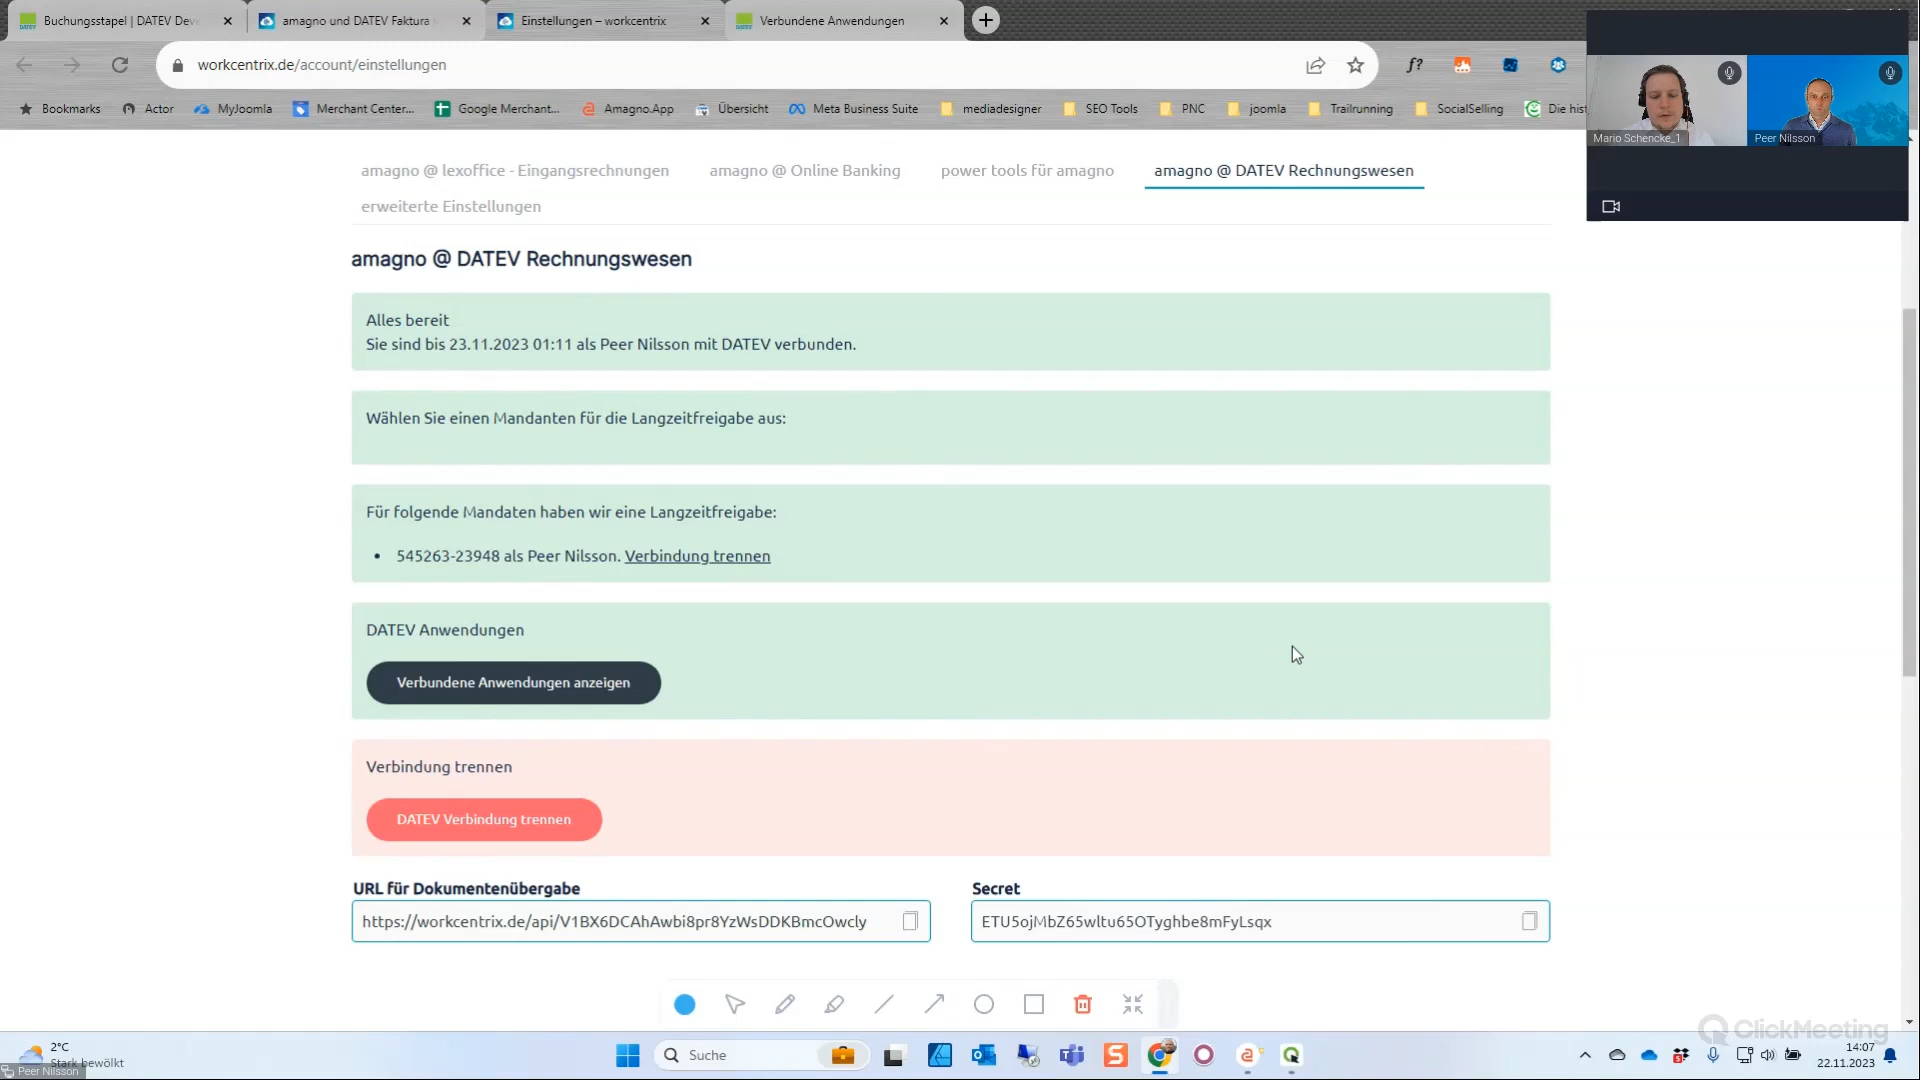 Buchungsstapel | DATEV Deve
amagno und DATEV Faktura
Einstellungen – workcentrix
Verbundene Anwendungen
workcentrix.de/account/einstellungen
Bookmarks
Actor
MyJoomla
Merchant Center...
Google Merchant...
Amagno.App
Übersicht
Meta Business Suite
mediadesigner
SEO Tools
PNC
joomla
Trailrunning
SocialSelling
Die hist
Mario Schencke_1
Peer Nilsson
amagno @ lexoffice - Eingangsrechnungen
amagno @ Online Banking
power tools für amagno
amagno @ DATEV Rechnungswesen
erweiterte Einstellungen
amagno @ DATEV Rechnungswesen
Alles bereit
Sie sind bis 23.11.2023 01:11 als Peer Nilsson mit DATEV verbunden.
Wählen Sie einen Mandanten für die Langzeitfreigabe aus:
Für folgende Mandaten haben wir eine Langzeitfreigabe:
• 545263-23948 als Peer Nilsson. Verbindung trennen
DATEV Anwendungen
Verbundene Anwendungen anzeigen
Verbindung trennen
DATEV Verbindung trennen
URL für Dokumentenübergabe
Secret
https://workcentrix.de/api/V1BX6DCAhAwbi8pr8YzWsDDKBmcOwcly
ETU5ojMbZ65wltu65OTyghbe8mFyLsqx
ClickMeeting
2°C
Stark bewölkt
Peer Nilsson
Suche
14:07
22.11.2023